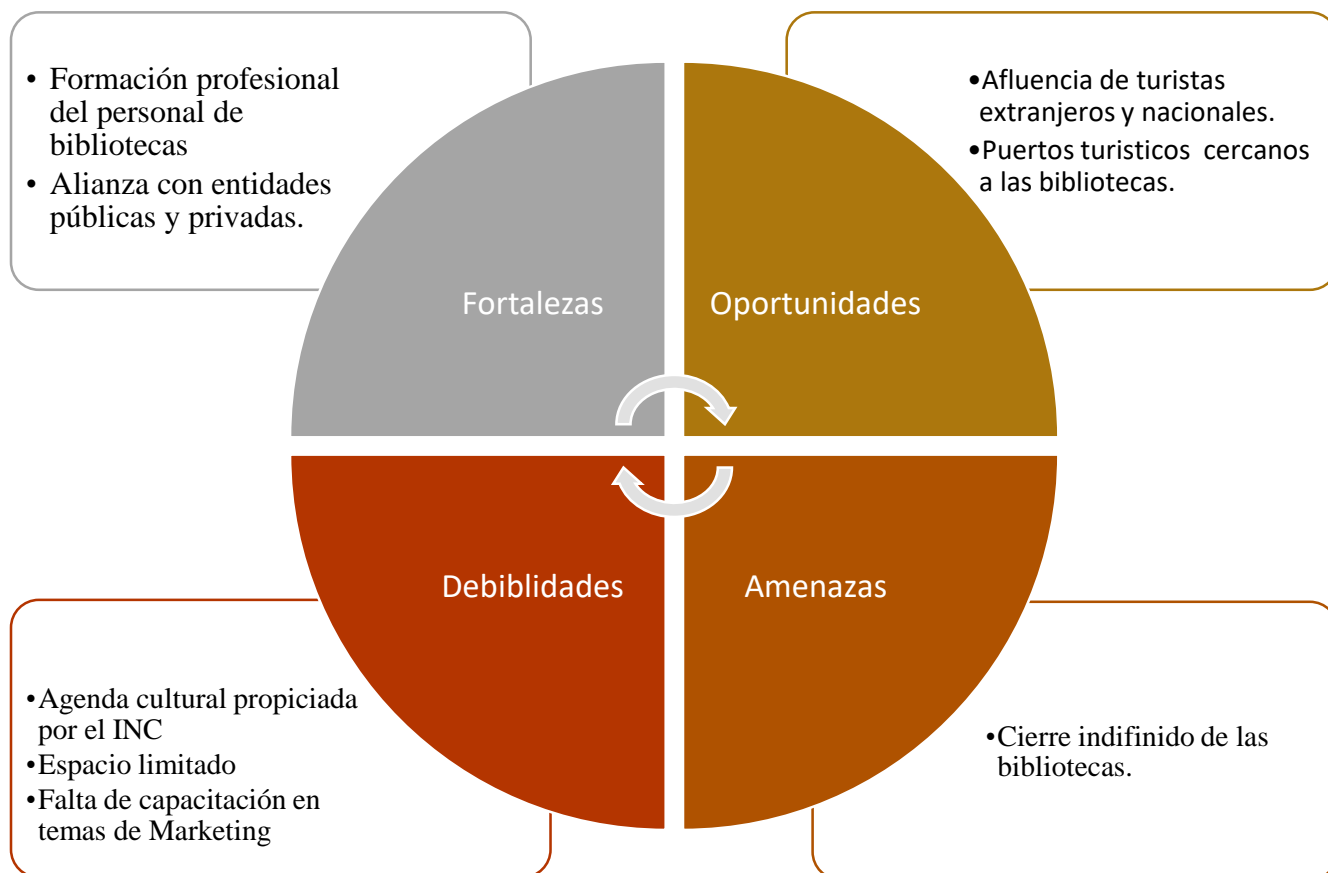 • Formación profesional
del personal de
bibliotecas
• Alianza con entidades
públicas y privadas.
•Afluencia de turistas
extranjeros y nacionales.
•Puertos turisticos cercanos
a las bibliotecas.
Fortalezas
Oportunidades
Debiblidades
Amenazas
•Agenda cultural propiciada
por el INC
•Espacio limitado
•Falta de capacitación en
temas de Marketing
•Cierre indifinido de las
bibliotecas.